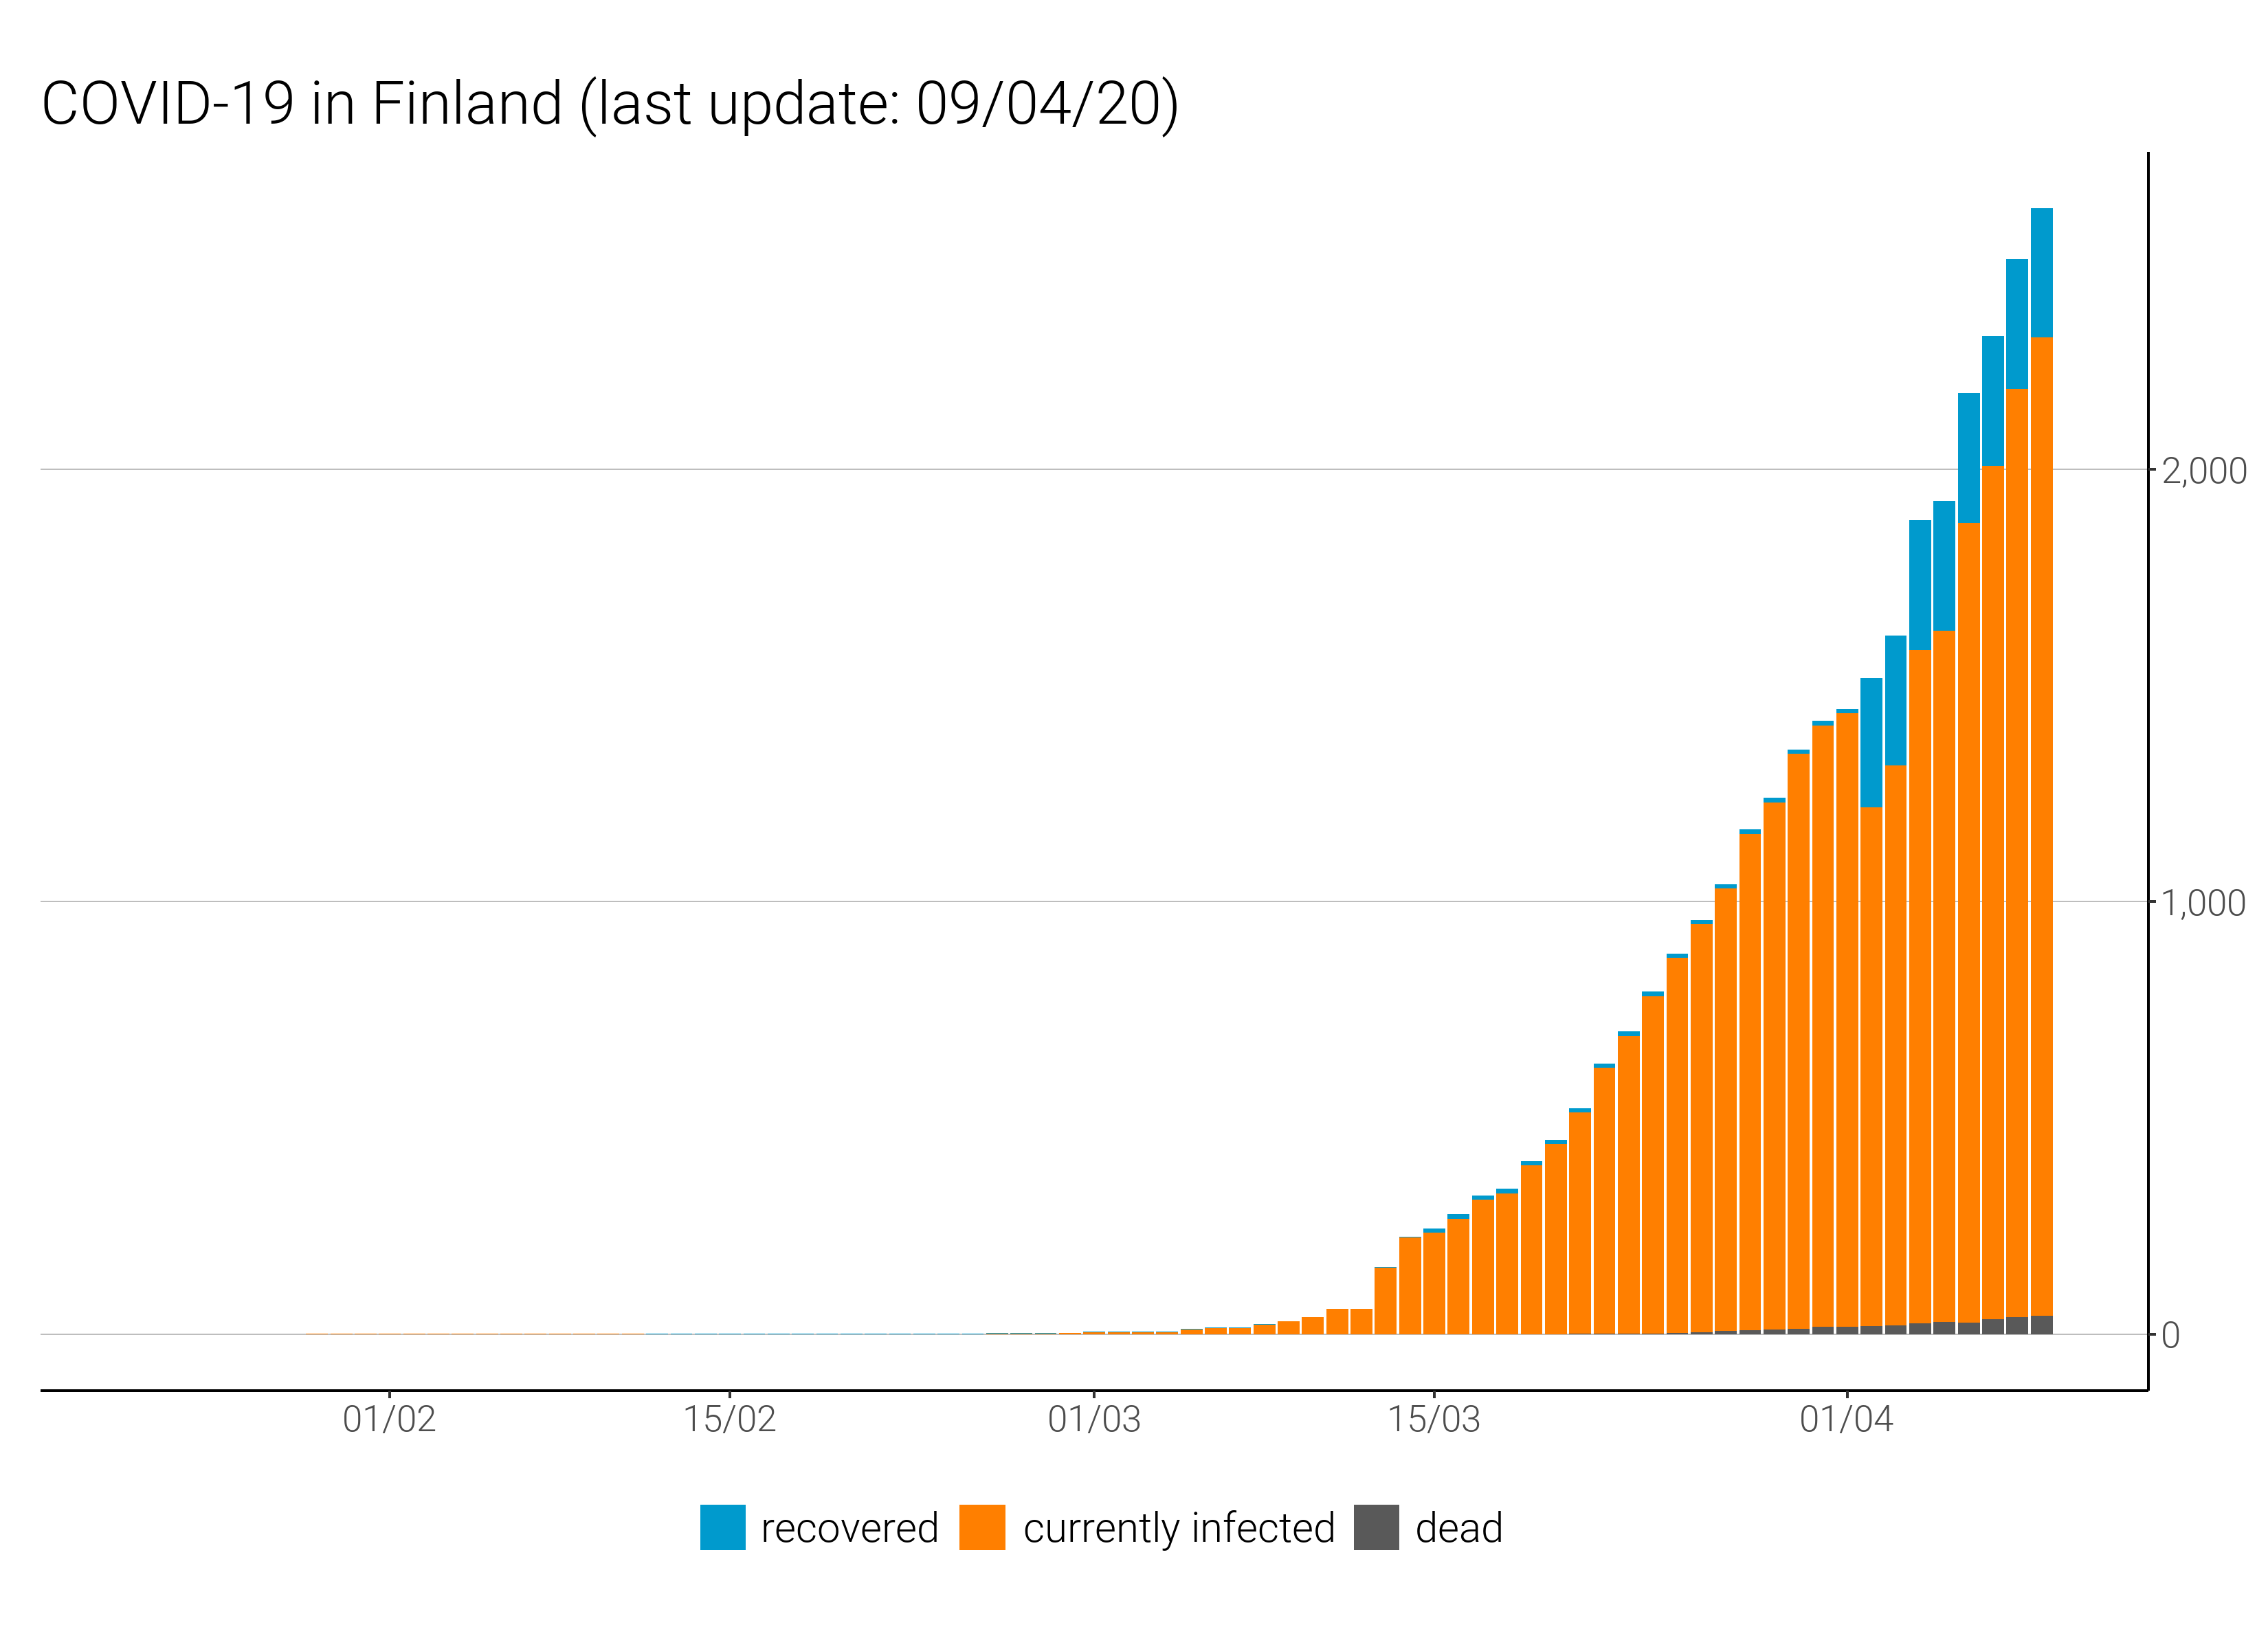 COVID-19 in Finland (last update: 09/04/20)
2,000
1,000
0
01/02 15/02 01/03 15/03 01/04
recovered currently infected dead